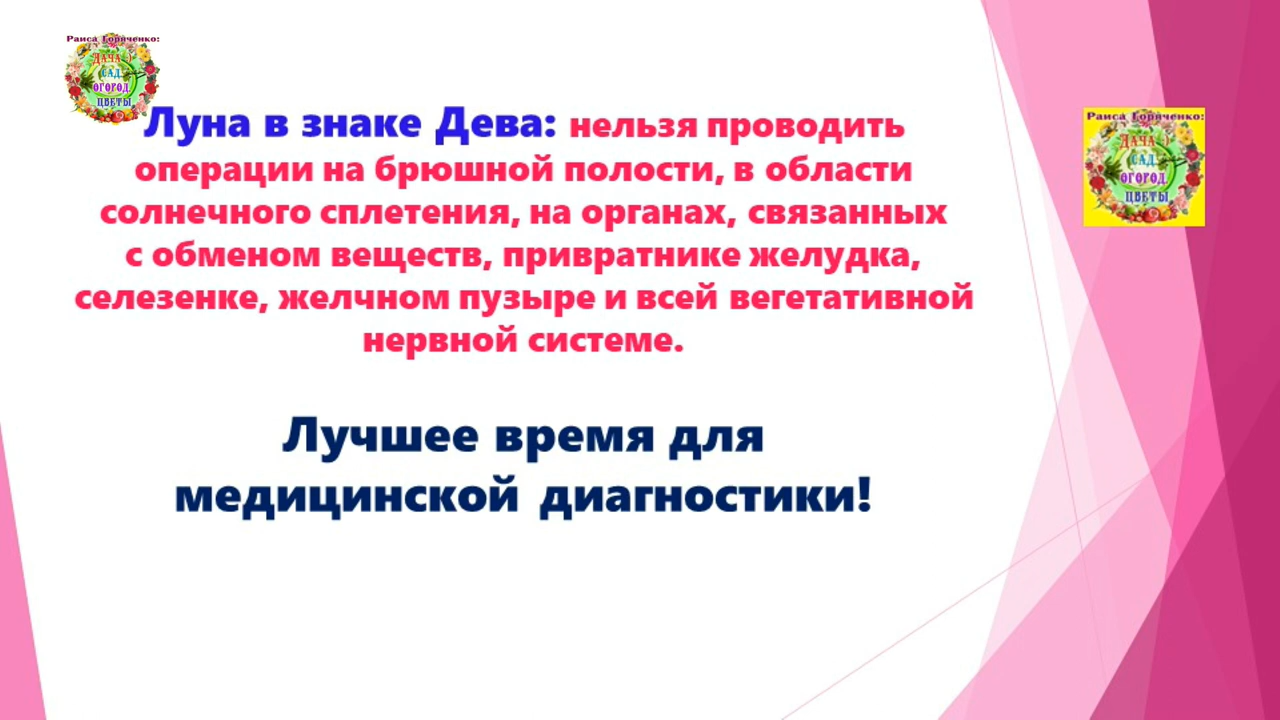 Раиса Горяченко:
ДАЧА
САД,
ОГОРОД,
ЦВЕТЫ
Луна в знаке Дева: нельзя проводить
операции на брюшной полости, в области
солнечного сплетения, на органах, связанных
с обменом веществ, привратнике желудка,
селезенке, желчном пузыре и всей вегетативной
нервной системе.
Лучшее время для
медицинской диагностики!
Раиса Горяченко:
ДАЧА
САД,
ОГОРОД,
ЦВЕТЫ